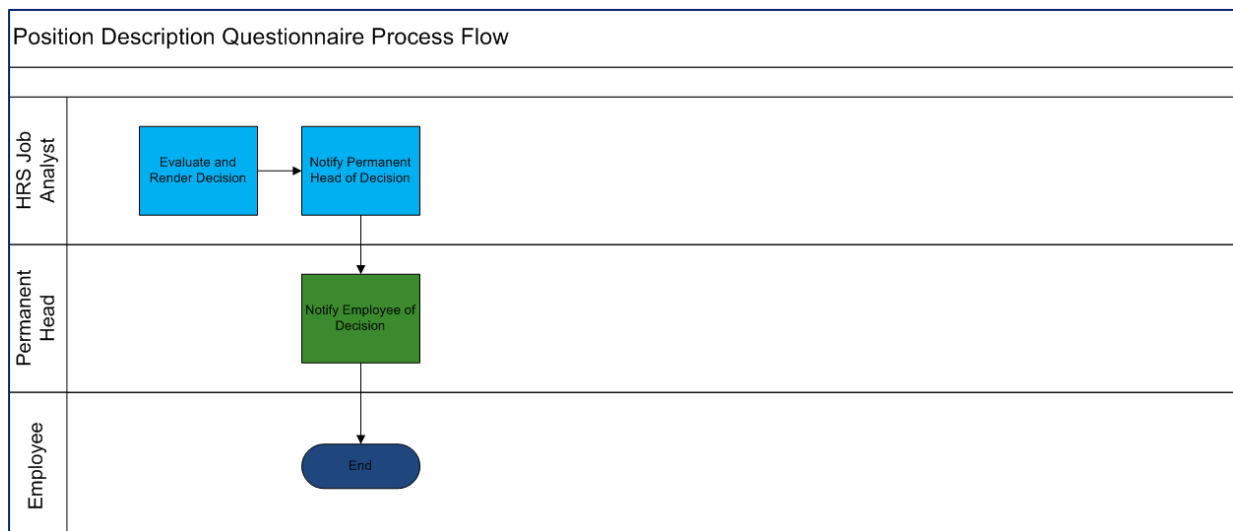 Position Description Questionnaire Process Flow
HRS Job
Analyst
Evaluate and
Render Decision
Notify Permanent
Head of Decision
Permanent
Head
Notify Employee of
Decision
Employee
End